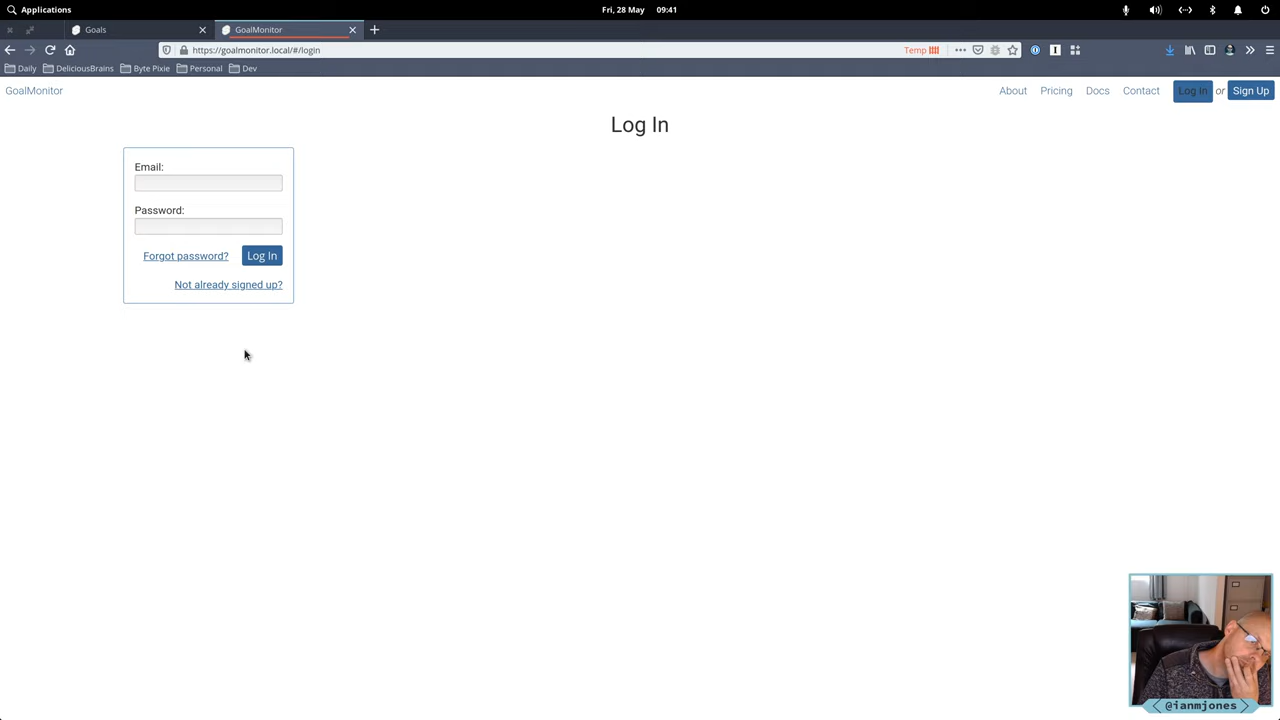 Applications
Fri, 28 May 09:41
Goals
GoalMonitor
https://goalmonitor.local/#/login
Temp
Daily
DeliciousBrains
Byte Pixie
Personal
Dev
GoalMonitor
About
Pricing
Docs
Contact
Log In
or
Sign Up
Log In
Email:
Password:
Forgot password?
Log In
Not already signed up?
@ianmjones